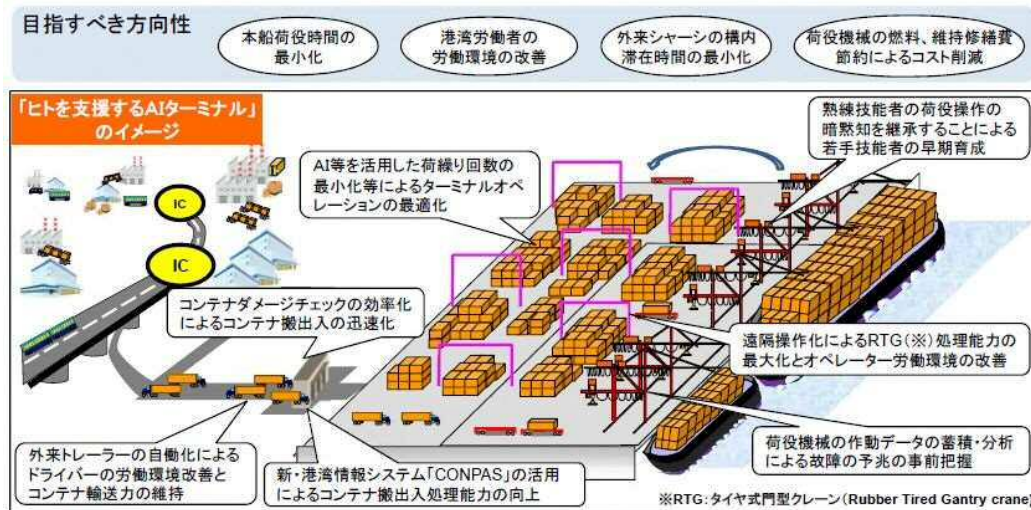 目指すべき方向性
本船荷役時間の
最小化
港湾労働者の
労働環境の改善
外来シャーシの構内
滞在時間の最小化
荷役機械の燃料、維持修繕費
節約によるコスト削減
「ヒトを支援するAIターミナル」
のイメージ
熟練技能者の荷役操作の
暗黙知を継承することによる
若手技能者の早期育成
AI等を活用した荷繰り回数の
最小化等によるターミナルオペ
レーションの最適化
IC
IC
コンテナダメージチェックの効率化
によるコンテナ搬出入の迅速化
遠隔操作化によるRTG(※)処理能力の
最大化とオペレーター労働環境の改善
外来トレーラーの自働化による
ドライバーの労働環境改善と
コンテナ輸送力の維持
新・港湾情報システム「CONPAS」の活用
によるコンテナ搬出入処理能力の向上
荷役機械の作動データの蓄積・分析
による故障の予兆の事前把握
※RTG:タイヤ式門型クレーン(Rubber Tired Gantry crane)